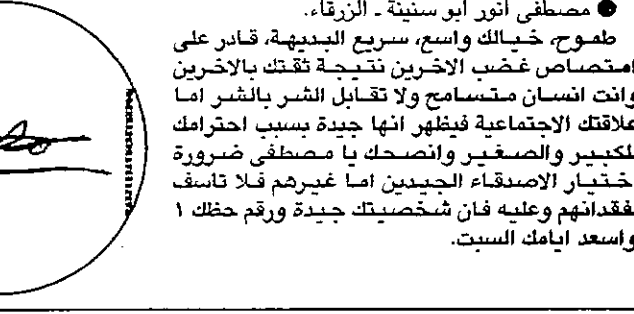 ● مصطفى انور ابو سنينة ـ الزرقاء.
طموح، خيالك واسع، سريع البديهة، قادر على
امتصاص غضب الاخرين نتيجة ثقتك بالاخرين
وانت انسان متسامح ولا تقابل الشر بالشر اما
علاقتك الاجتماعية فيظهر انها جيدة بسبب احترامك
للكبير والصغير وانصحك يا مصطفى ضرورة
اختيار الاصدقاء الجيدين اما غيرهم فلا تاسف
لفقدانهم وعليه فان شخصيتك جيدة ورقم حظك ١
واسعد ايامك السبت.